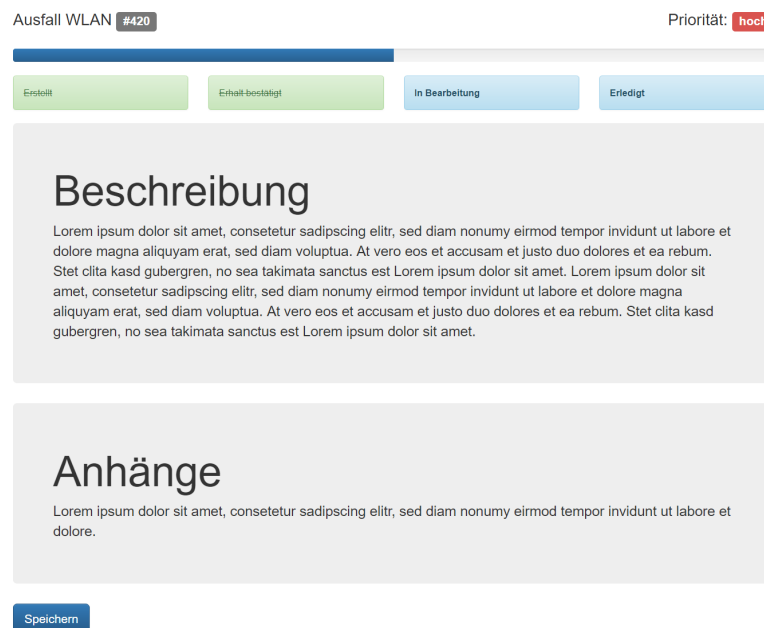 Ausfall WLAN #420 Priorität: hoch
Erstellt Erhalt bestätigt In Bearbeitung Erledigt
Beschreibung
Lorem ipsum dolor sit amet, consetetur sadipscing elitr, sed diam nonumy eirmod tempor invidunt ut labore et
dolore magna aliquyam erat, sed diam voluptua. At vero eos et accusam et justo duo dolores et ea rebum.
Stet clita kasd gubergren, no sea takimata sanctus est Lorem ipsum dolor sit amet. Lorem ipsum dolor sit
amet, consetetur sadipscing elitr, sed diam nonumy eirmod tempor invidunt ut labore et dolore magna
aliquyam erat, sed diam voluptua. At vero eos et accusam et justo duo dolores et ea rebum. Stet clita kasd
gubergren, no sea takimata sanctus est Lorem ipsum dolor sit amet.
Anhänge
Lorem ipsum dolor sit amet, consetetur sadipscing elitr, sed diam nonumy eirmod tempor invidunt ut labore et
dolore.
Speichern